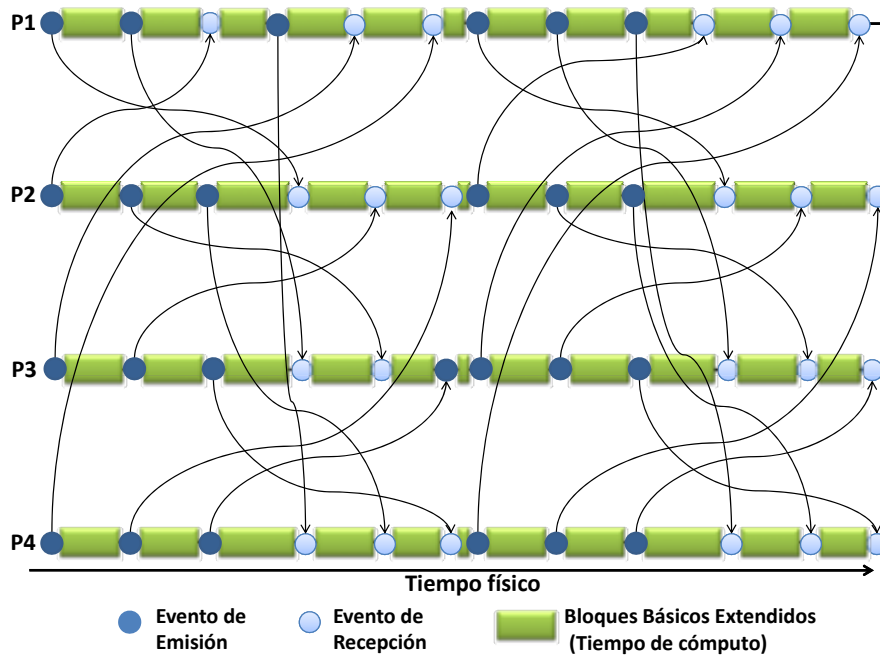 P1
P2
P3
P4
Tiempo físico
Evento de
Emisión
Evento de
Recepción
Bloques Básicos Extendidos
(Tiempo de cómputo)